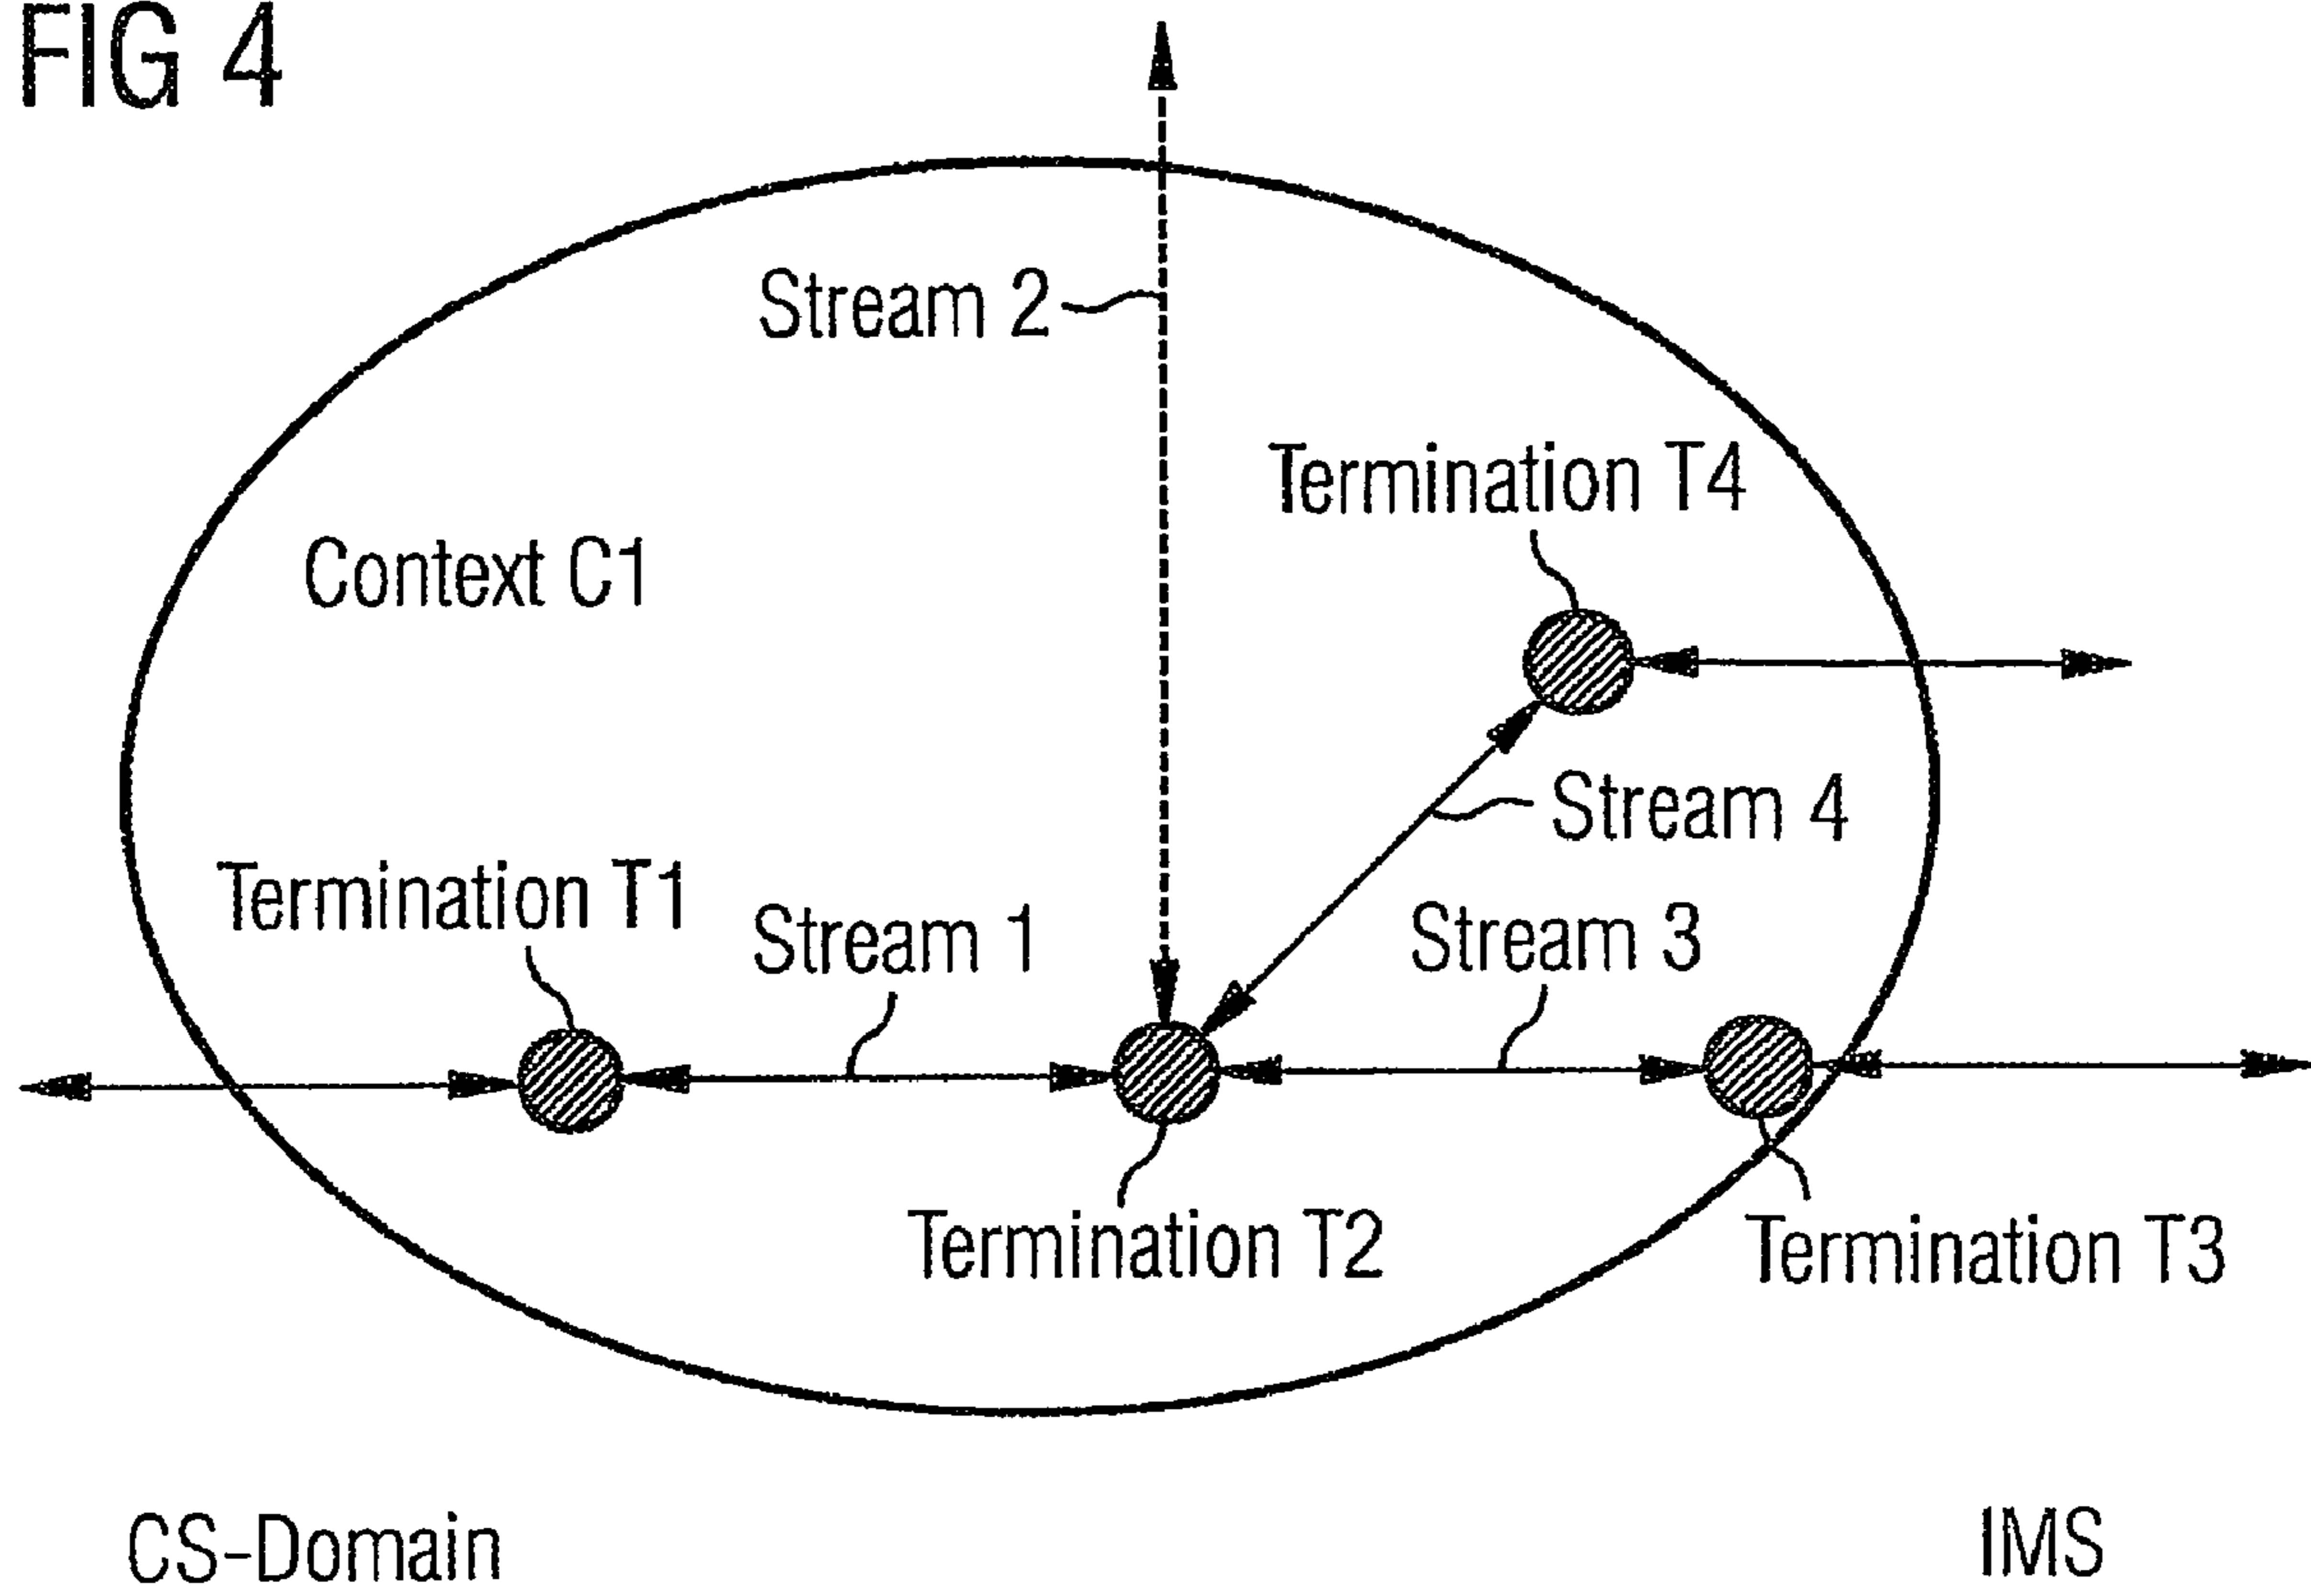 FIG 4
Stream 2
Termination T4
Context C1
Stream 4
Termination T1
Stream 1
Stream 3
Termination T2
Termination T3
CS-Domain
IMS